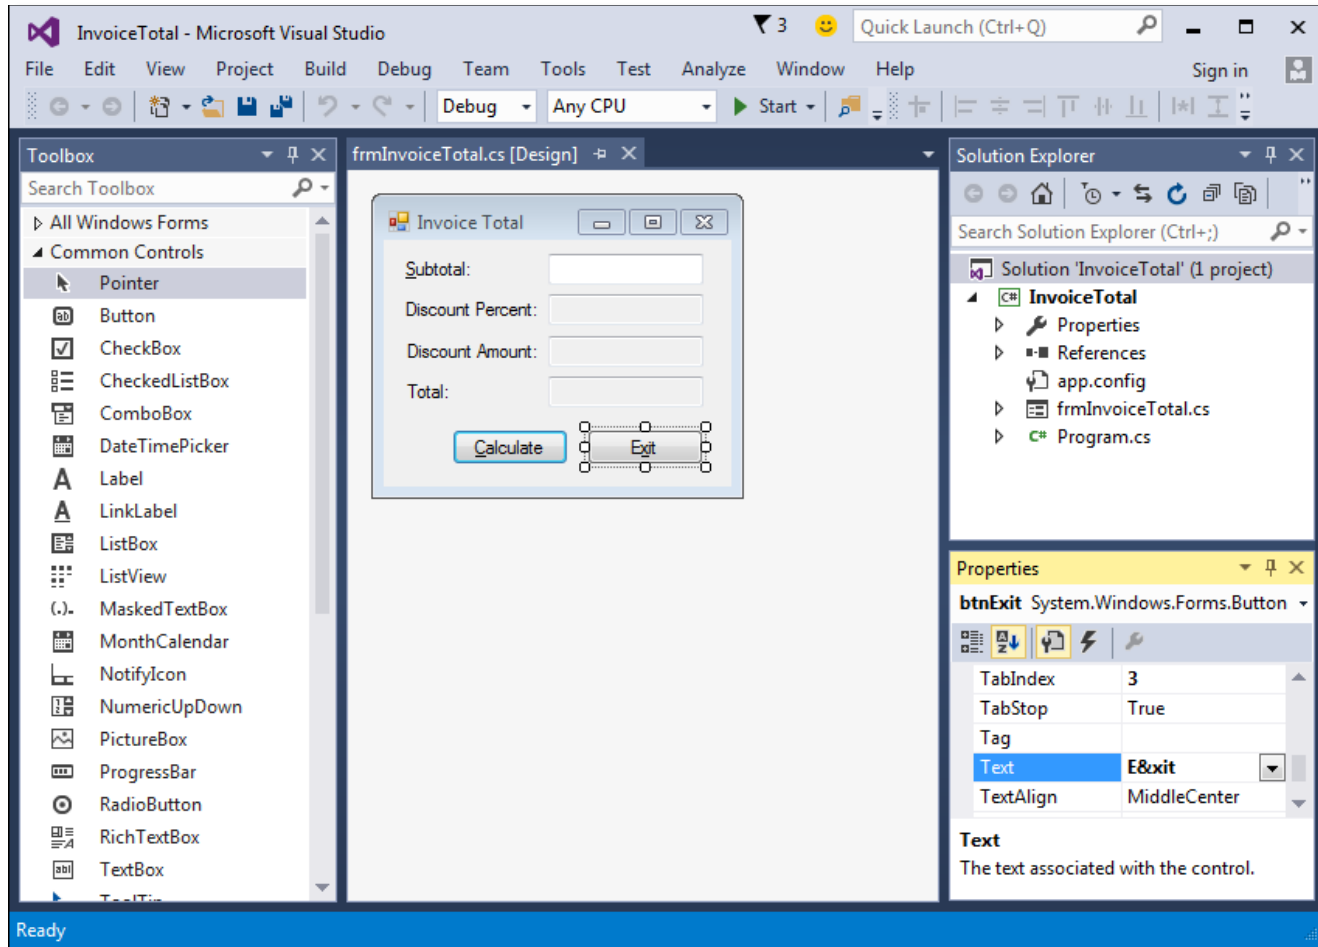 InvoiceTotal - Microsoft Visual Studio
3
Quick Launch (Ctrl+Q)
File Edit View Project Build Debug Team Tools Test Analyze Window Help
Sign in
Debug
Any CPU
Start
Toolbox
Search Toolbox
All Windows Forms
Common Controls
Pointer
Button
CheckBox
CheckedListBox
ComboBox
DateTimePicker
Label
LinkLabel
ListBox
ListView
MaskedTextBox
MonthCalendar
NotifyIcon
NumericUpDown
PictureBox
ProgressBar
RadioButton
RichTextBox
TextBox
ToolTip
frmInvoiceTotal.cs [Design]
Invoice Total
Subtotal:
Discount Percent:
Discount Amount:
Total:
Calculate
Exit
Solution Explorer
Search Solution Explorer (Ctrl+;)
Solution 'InvoiceTotal' (1 project)
C# InvoiceTotal
Properties
References
app.config
frmInvoiceTotal.cs
C# Program.cs
Properties
btnExit System.Windows.Forms.Button
TabIndex 3
TabStop True
Tag
Text E&xit
TextAlign MiddleCenter
Text
The text associated with the control.
Ready